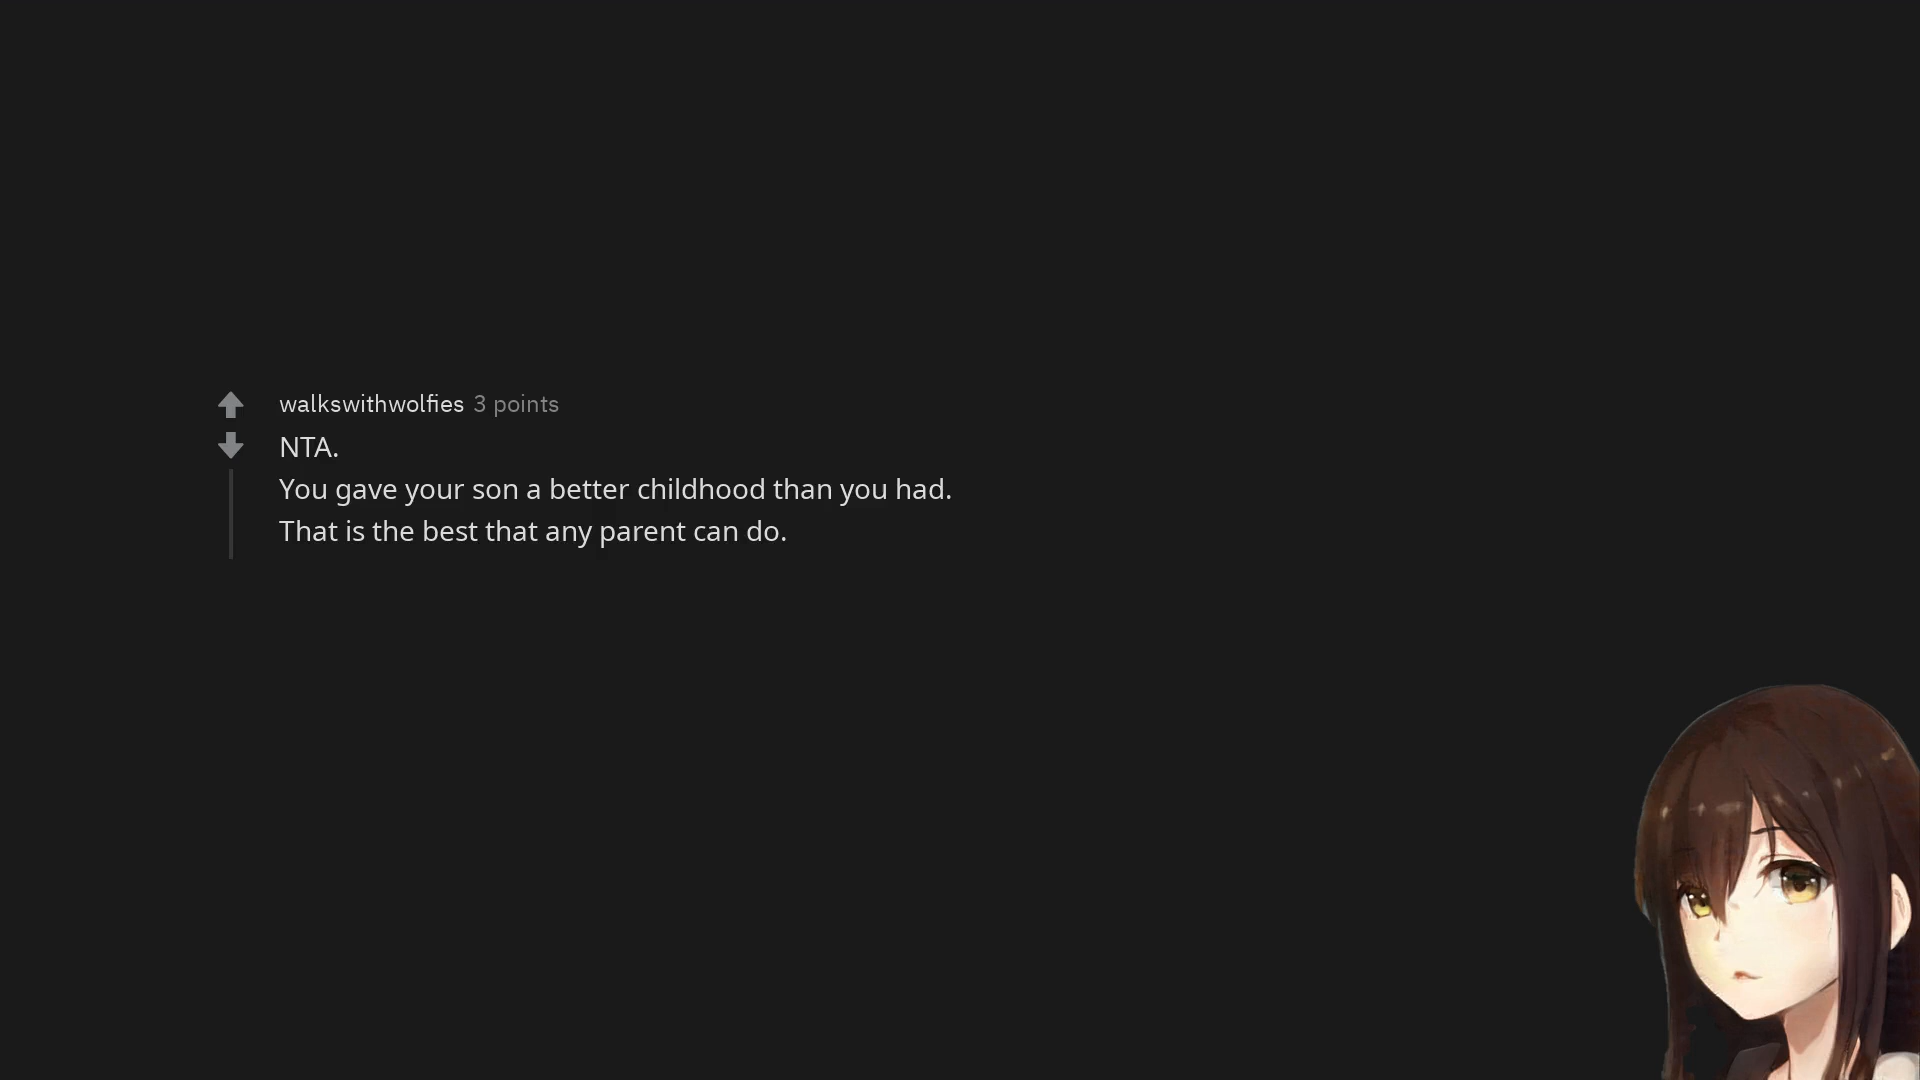 walkswithwolfies 3 points
NTA.
You gave your son a better childhood than you had.
That is the best that any parent can do.